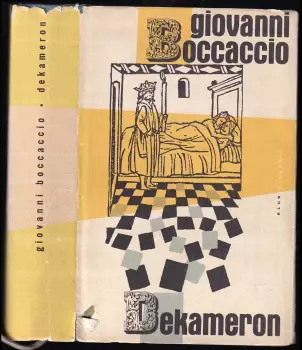 giovanni boccaccio • dekameron
giovanni
Boccaccio
Dekameron